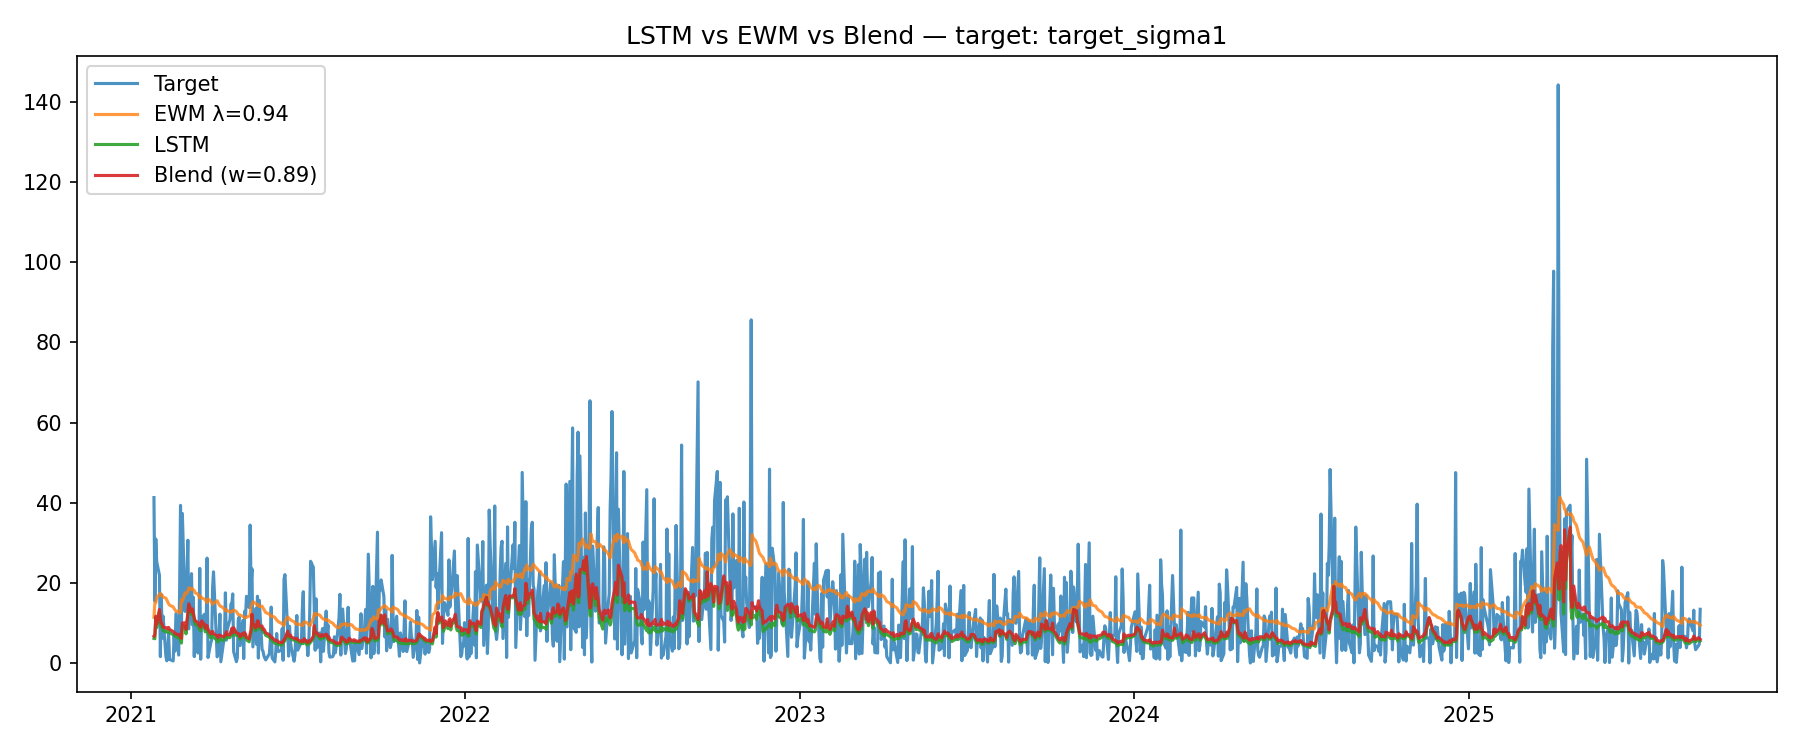 LSTM vs EWM vs Blend — target: target_sigma1
Target
EWM λ=0.94
LSTM
Blend (w=0.89)
140
120
100
80
60
40
20
0
2021 2022 2023 2024 2025